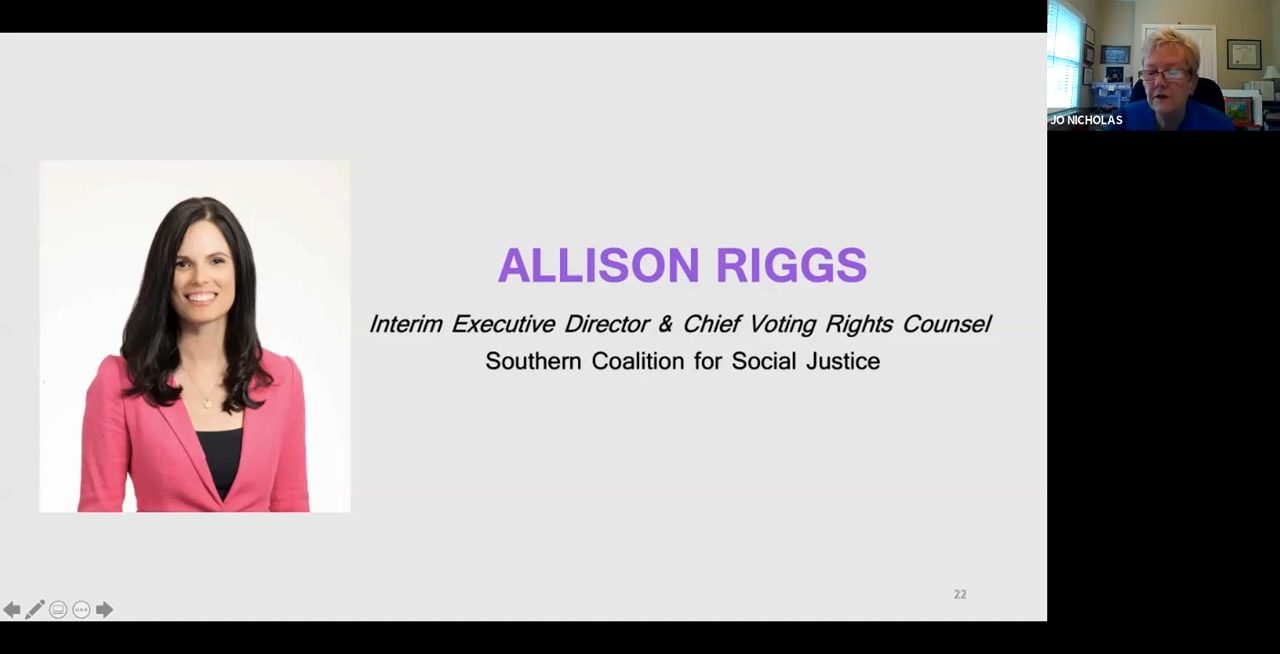 JO NICHOLAS
ALLISON RIGGS
Interim Executive Director & Chief Voting Rights Counsel
Southern Coalition for Social Justice
22